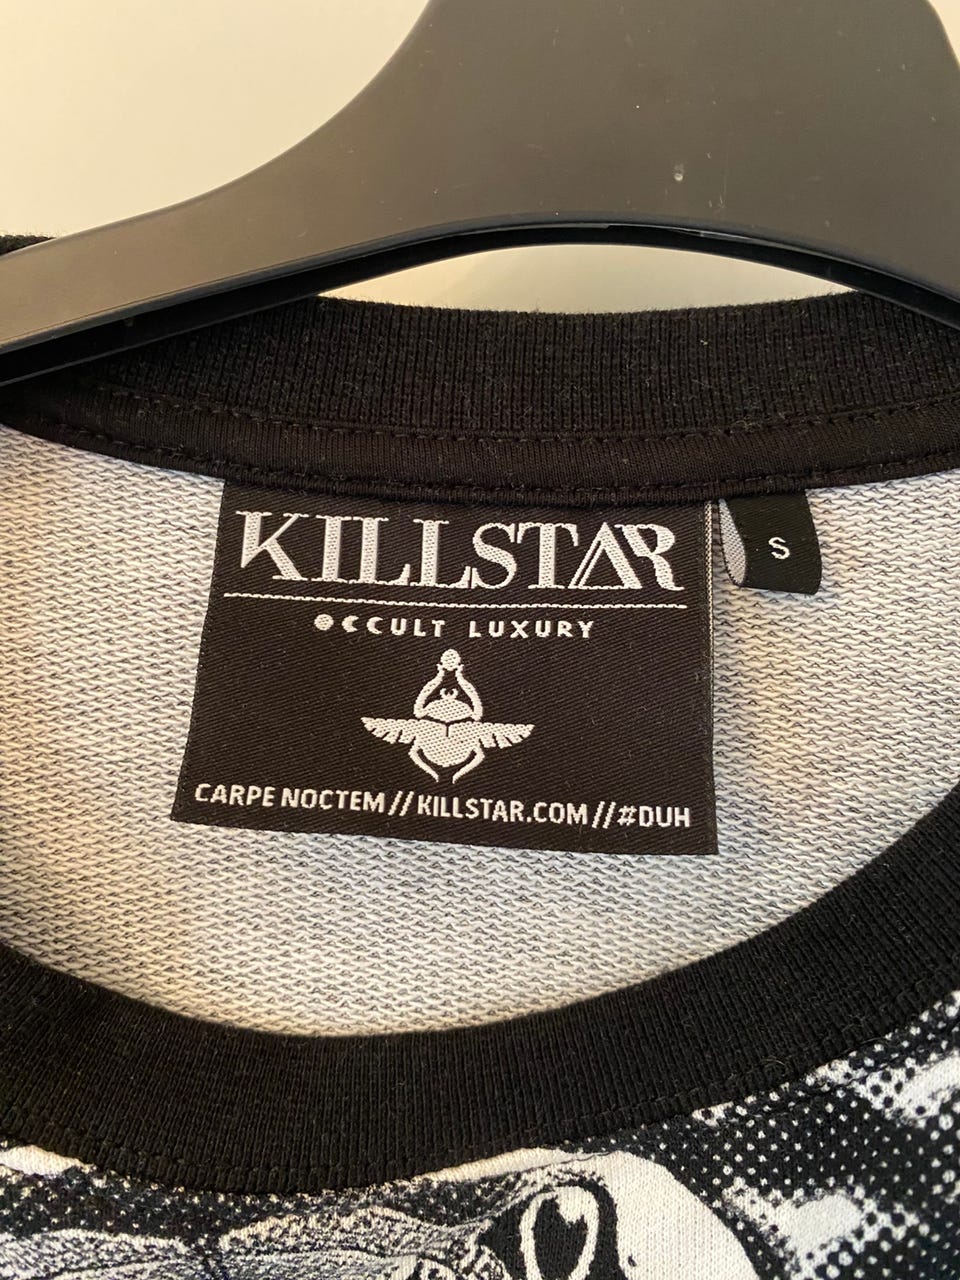 KILLSTAR
S
OCCULT LUXURY
CARPE NOCTEM//KILLSTAR.COM//#DUH